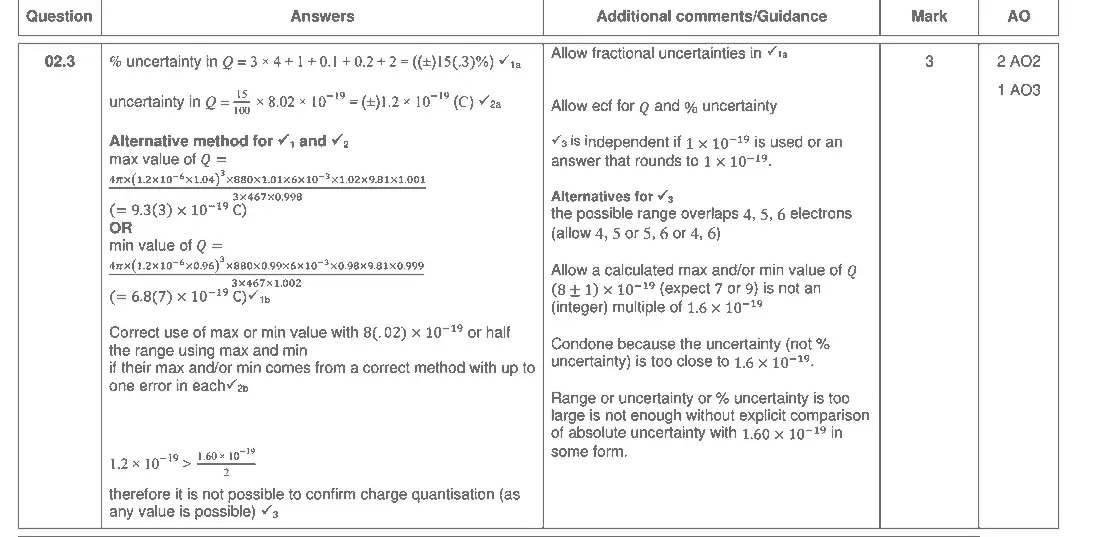 Question Answers Additional comments/Guidance Mark AO
02.3
% uncertainty in Q = 3 × 4 + 1 + 0.1 + 0.2 + 2 = ((±)15(.3)%) ✓1a
uncertainty in Q = 15/100 × 8.02 × 10⁻¹⁹ = (±)1.2 × 10⁻¹⁹ (C) ✓2a
Alternative method for ✓1 and ✓2
max value of Q =
4π×(1.2×10⁻⁶×1.04)³×880×1.01×6×10⁻³×1.02×9.81×1.001
3×467×0.998
(= 9.3(3) × 10⁻¹⁹ C)
OR
min value of Q =
4π×(1.2×10⁻⁶×0.96)³×880×0.99×6×10⁻³×0.98×9.81×0.999
3×467×1.002
(= 6.8(7) × 10⁻¹⁹ C)✓1b
Correct use of max or min value with 8(.02) × 10⁻¹⁹ or half
the range using max and min
if their max and/or min comes from a correct method with up to
one error in each✓2b
1.2 × 10⁻¹⁹ > 1.60 × 10⁻¹⁹/2
therefore it is not possible to confirm charge quantisation (as
any value is possible) ✓3
Allow fractional uncertainties in ✓1a
Allow ecf for Q and % uncertainty
✓3 is independent if 1 × 10⁻¹⁹ is used or an
answer that rounds to 1 × 10⁻¹⁹.
Alternatives for ✓3
the possible range overlaps 4, 5, 6 electrons
(allow 4, 5 or 5, 6 or 4, 6)
Allow a calculated max and/or min value of Q
(8 ± 1) × 10⁻¹⁹ (expect 7 or 9) is not an
(integer) multiple of 1.6 × 10⁻¹⁹
Condone because the uncertainty (not %
uncertainty) is too close to 1.6 × 10⁻¹⁹.
Range or uncertainty or % uncertainty is too
large is not enough without explicit comparison
of absolute uncertainty with 1.60 × 10⁻¹⁹ in
some form.
3
2 AO2
1 AO3